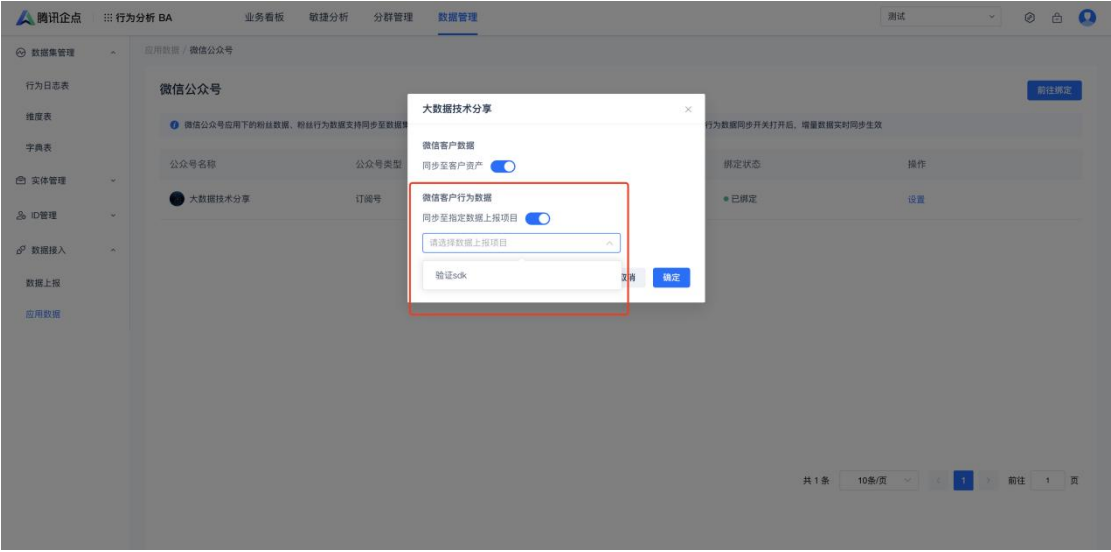 腾讯企点 行为分析 BA 业务看板 敏捷分析 分群管理 数据管理 测试
数据集管理
行为日志表
维度表
字典表
实体管理
ID管理
数据接入
数据上报
应用数据
应用数据 / 微信公众号
微信公众号 前往绑定
微信公众号应用下的粉丝数据、粉丝行为数据支持同步至数据集
行为数据同步开关打开后，增量数据实时同步生效
公众号名称 公众号类型 绑定状态 操作
大数据技术分享 订阅号 已绑定 设置
大数据技术分享
微信客户数据
同步至客户资产
微信客户行为数据
同步至指定数据上报项目
请选择数据上报项目
验证sdk
取消 确定
共 1 条 10条/页 1 前往 1 页